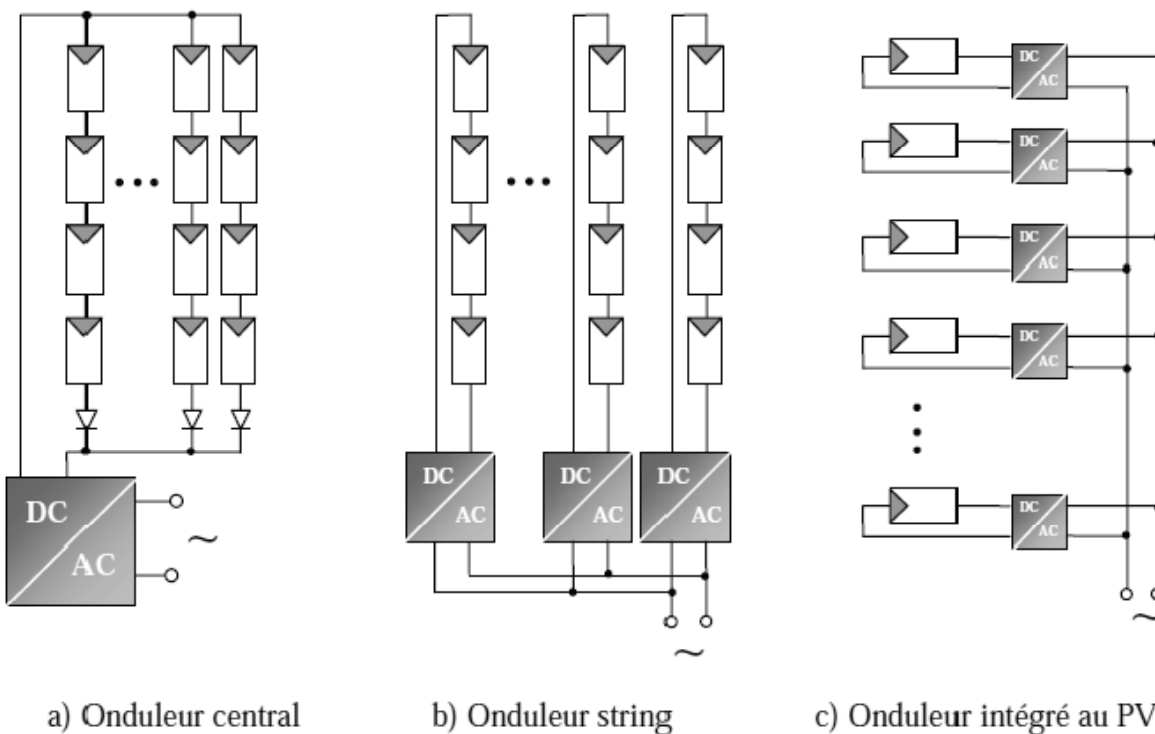 DC
AC
~
DC
AC
DC
AC
DC
AC
~
DC
AC
DC
AC
DC
AC
DC
AC
DC
AC
~
a) Onduleur central
b) Onduleur string
c) Onduleur intégré au PV